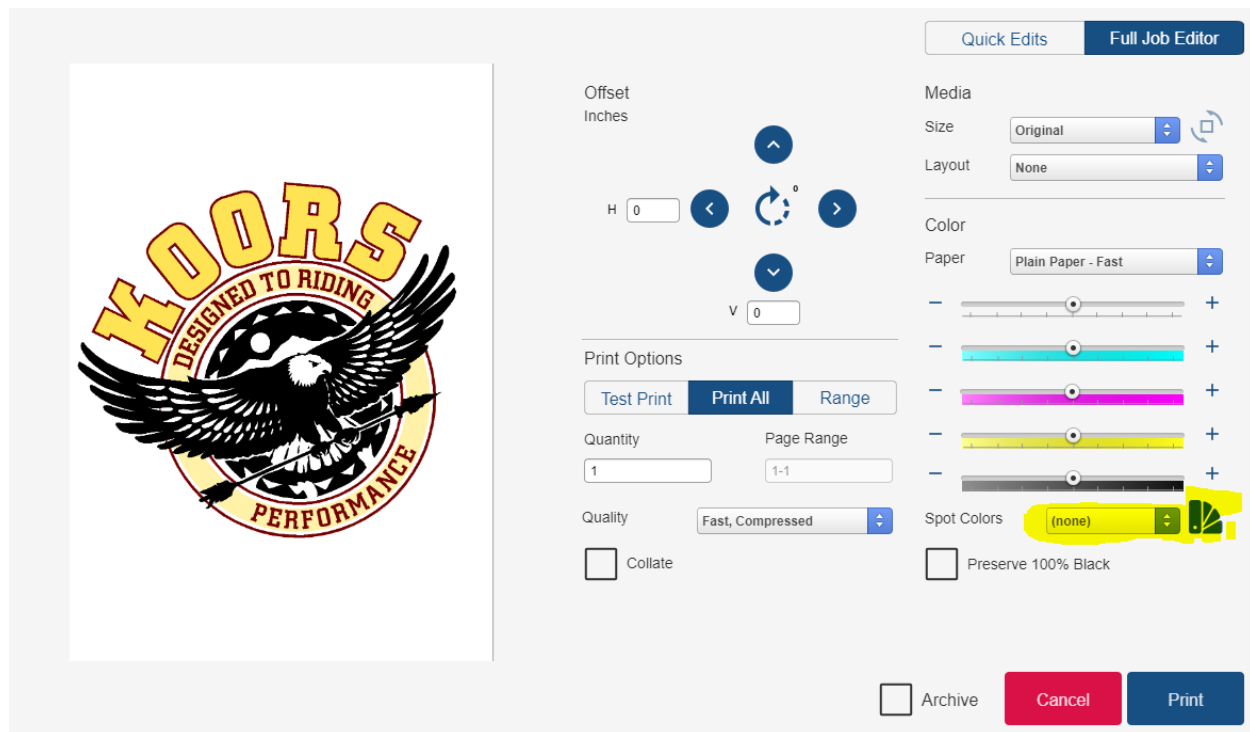 Quick Edits
Full Job Editor
KOORS
DESIGNED TO RIDING
PERFORMANCE
Offset
Inches
H 0
o
V 0
Print Options
Test Print Print All Range
Quantity Page Range
1 1-1
Quality Fast, Compressed
Collate
Media
Size Original
Layout None
Color
Paper Plain Paper - Fast
− +
− +
− +
− +
− +
Spot Colors (none)
Preserve 100% Black
Archive Cancel Print